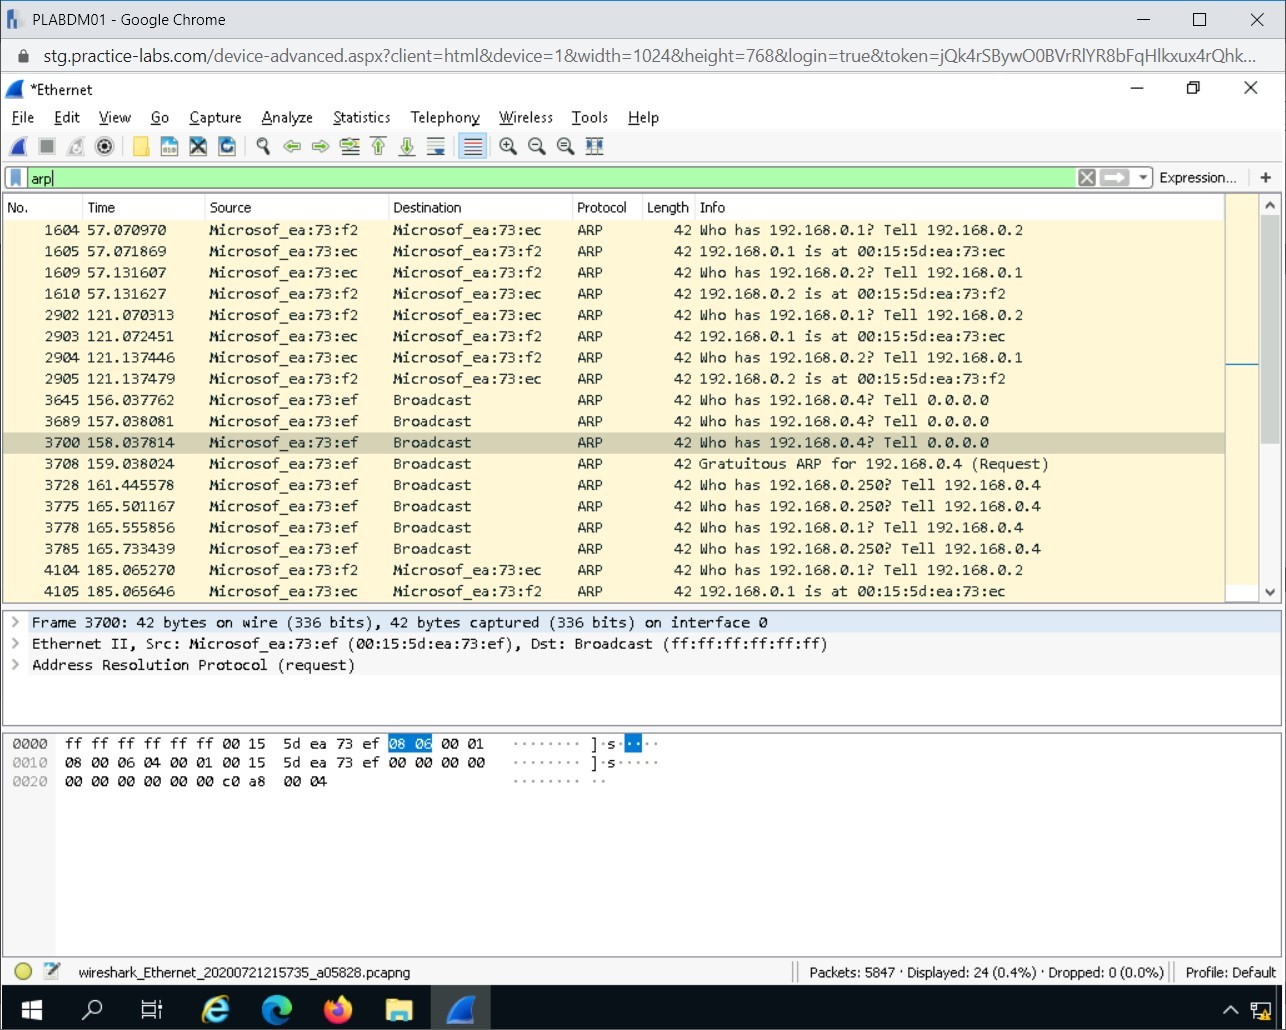 PLABDM01 - Google Chrome
stg.practice-labs.com/device-advanced.aspx?client=html&device=1&width=1024&height=768&login=true&token=jQk4rSBywO0BVrRlYR8bFqHlkxux4rQhk...
*Ethernet
File Edit View Go Capture Analyze Statistics Telephony Wireless Tools Help
arp Expression... +
No. Time Source Destination Protocol Length Info
1604 57.070970 Microsof_ea:73:f2 Microsof_ea:73:ec ARP 42 Who has 192.168.0.1? Tell 192.168.0.2
1605 57.071869 Microsof_ea:73:ec Microsof_ea:73:f2 ARP 42 192.168.0.1 is at 00:15:5d:ea:73:ec
1609 57.131607 Microsof_ea:73:ec Microsof_ea:73:f2 ARP 42 Who has 192.168.0.2? Tell 192.168.0.1
1610 57.131627 Microsof_ea:73:f2 Microsof_ea:73:ec ARP 42 192.168.0.2 is at 00:15:5d:ea:73:f2
2902 121.070313 Microsof_ea:73:f2 Microsof_ea:73:ec ARP 42 Who has 192.168.0.1? Tell 192.168.0.2
2903 121.072451 Microsof_ea:73:ec Microsof_ea:73:f2 ARP 42 192.168.0.1 is at 00:15:5d:ea:73:ec
2904 121.137446 Microsof_ea:73:ec Microsof_ea:73:f2 ARP 42 Who has 192.168.0.2? Tell 192.168.0.1
2905 121.137479 Microsof_ea:73:f2 Microsof_ea:73:ec ARP 42 192.168.0.2 is at 00:15:5d:ea:73:f2
3645 156.037762 Microsof_ea:73:ef Broadcast ARP 42 Who has 192.168.0.4? Tell 0.0.0.0
3689 157.038081 Microsof_ea:73:ef Broadcast ARP 42 Who has 192.168.0.4? Tell 0.0.0.0
3700 158.037814 Microsof_ea:73:ef Broadcast ARP 42 Who has 192.168.0.4? Tell 0.0.0.0
3708 159.038024 Microsof_ea:73:ef Broadcast ARP 42 Gratuitous ARP for 192.168.0.4 (Request)
3728 161.445578 Microsof_ea:73:ef Broadcast ARP 42 Who has 192.168.0.250? Tell 192.168.0.4
3775 165.501167 Microsof_ea:73:ef Broadcast ARP 42 Who has 192.168.0.250? Tell 192.168.0.4
3778 165.555856 Microsof_ea:73:ef Broadcast ARP 42 Who has 192.168.0.1? Tell 192.168.0.4
3785 165.733439 Microsof_ea:73:ef Broadcast ARP 42 Who has 192.168.0.250? Tell 192.168.0.4
4104 185.065270 Microsof_ea:73:f2 Microsof_ea:73:ec ARP 42 Who has 192.168.0.1? Tell 192.168.0.2
4105 185.065646 Microsof_ea:73:ec Microsof_ea:73:f2 ARP 42 192.168.0.1 is at 00:15:5d:ea:73:ec
Frame 3700: 42 bytes on wire (336 bits), 42 bytes captured (336 bits) on interface 0
Ethernet II, Src: Microsof_ea:73:ef (00:15:5d:ea:73:ef), Dst: Broadcast (ff:ff:ff:ff:ff:ff)
Address Resolution Protocol (request)
0000 ff ff ff ff ff ff 00 15 5d ea 73 ef 08 06 00 01 ········ ]·s·····
0010 08 00 06 04 00 01 00 15 5d ea 73 ef 00 00 00 00 ········ ]·s·····
0020 00 00 00 00 00 00 c0 a8 00 04 ········ ··
wireshark_Ethernet_20200721215735_a05828.pcapng Packets: 5847 · Displayed: 24 (0.4%) · Dropped: 0 (0.0%) Profile: Default